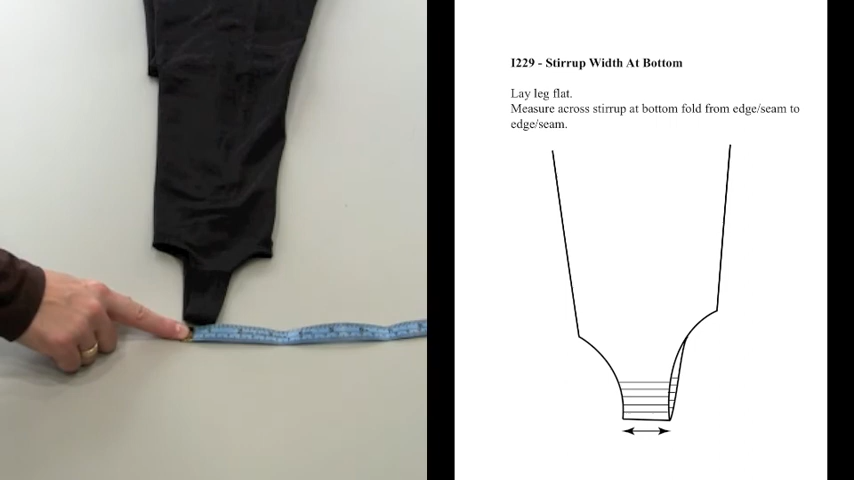 I229 - Stirrup Width At Bottom
Lay leg flat.
Measure across stirrup at bottom fold from edge/seam to
edge/seam.